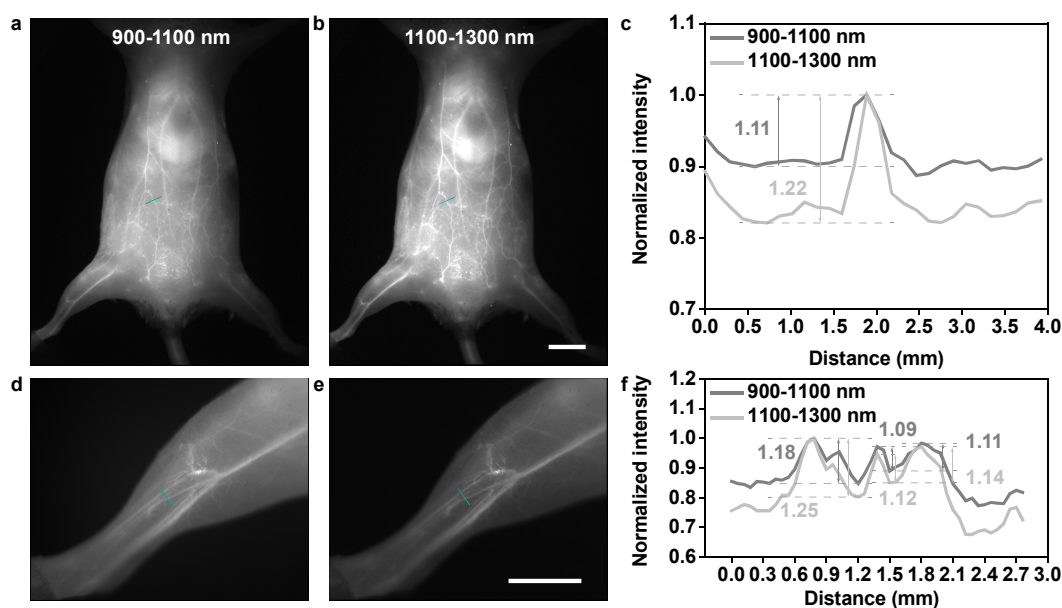 a
900-1100 nm
b
1100-1300 nm
c
1.1
1.0
0.9
0.8
0.7
Normalized intensity
900-1100 nm
1100-1300 nm
1.11
1.22
0.0 0.5 1.0 1.5 2.0 2.5 3.0 3.5 4.0
Distance (mm)
d
e
f
1.2
1.1
1.0
0.9
0.8
0.7
0.6
Normalized intensity
900-1100 nm
1100-1300 nm
1.18
1.09
1.11
1.25
1.12
1.14
0.0 0.3 0.6 0.9 1.2 1.5 1.8 2.1 2.4 2.7 3.0
Distance (mm)